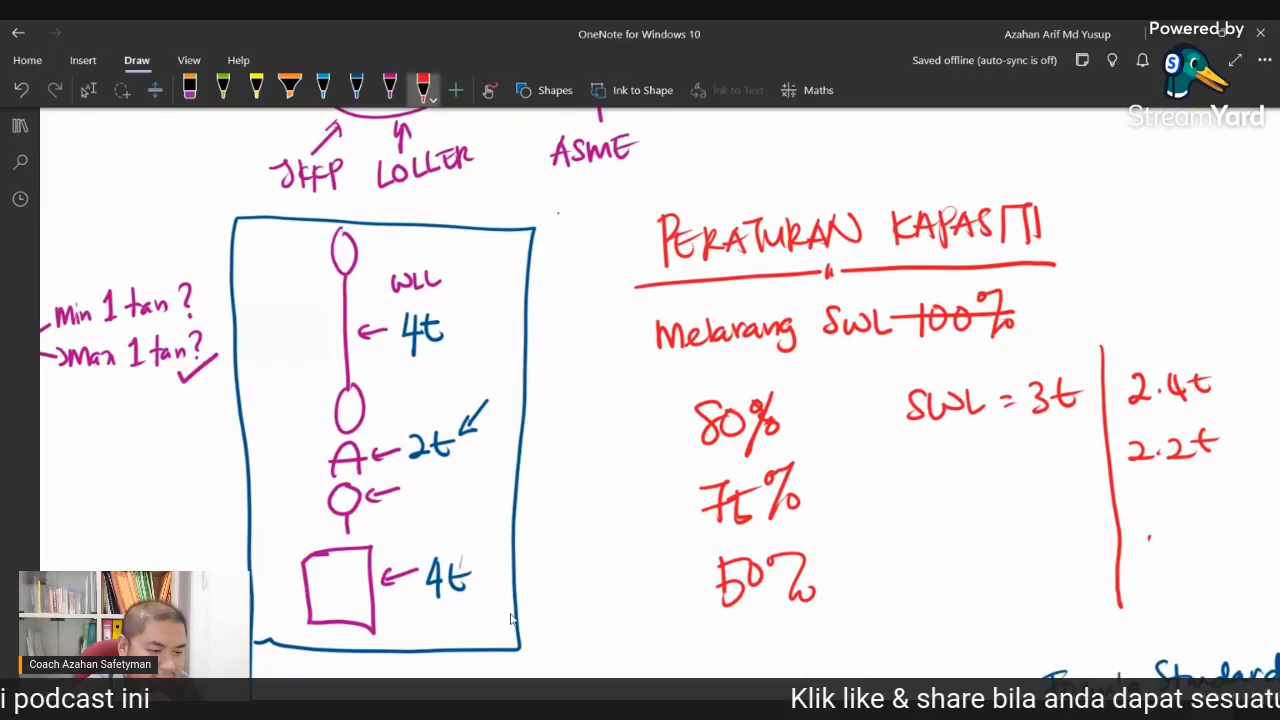 OneNote for Windows 10
Azahan Arif Md Yusup
Powered by
StreamYard
Home Insert Draw View Help
Saved offline (auto-sync is off)
Shapes
Ink to Shape
Ink to Text
Maths
JKKP LOLLER
ASME
PERATURAN KAPASITI
Melarang SWL 100%
Min 1 tan?
Max 1 tan?
WLL
4t
2t
4t
80%
75%
50%
SWL = 3t
2.4t
2.2t
Coach Azahan Safetyman
Standard
i podcast ini
Klik like & share bila anda dapat sesuatu